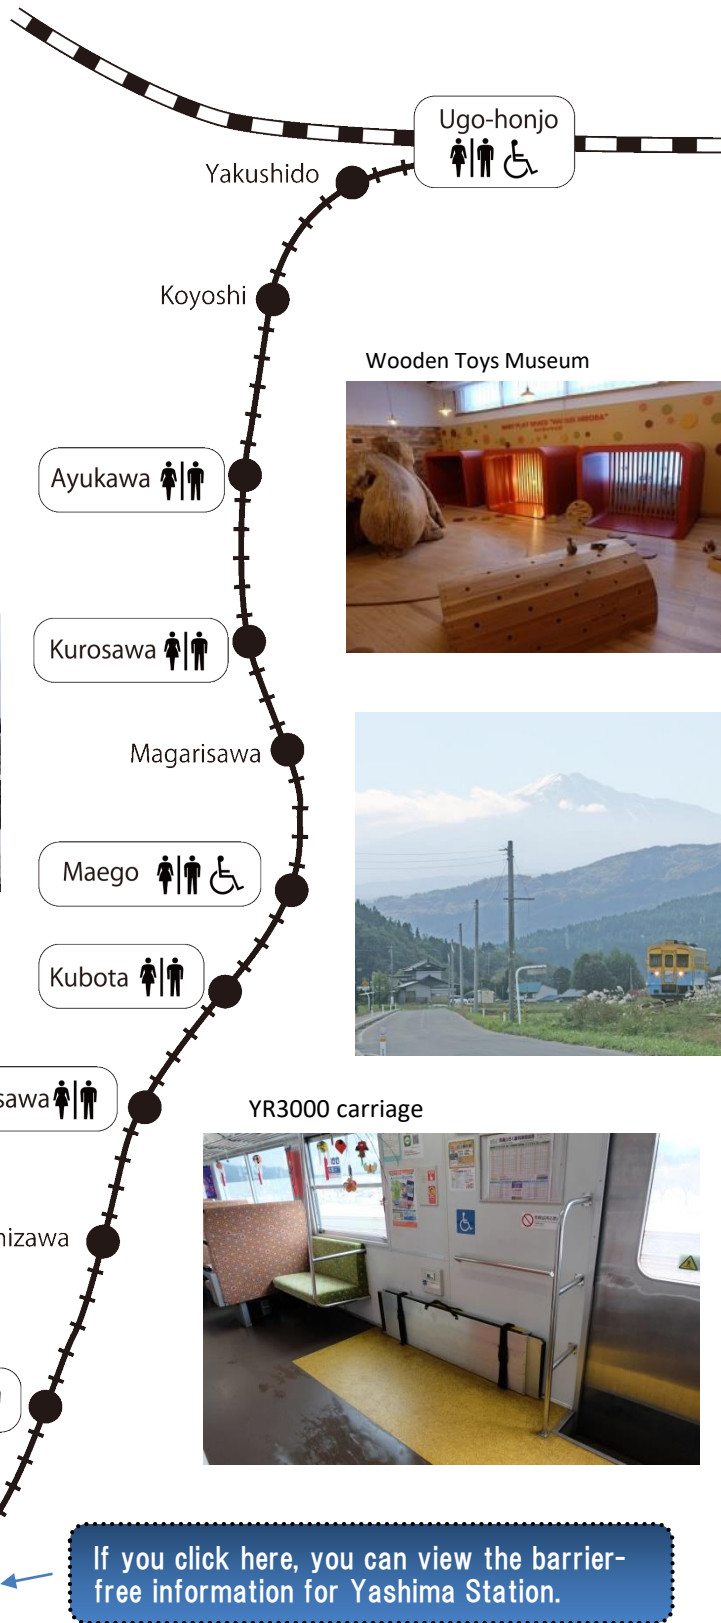 Ugo-honjo
Yakushido
Koyoshi
Wooden Toys Museum
Ayukawa
Kurosawa
Magarisawa
Maego
Kubota
sawa
YR3000 carriage
nizawa
If you click here, you can view the barrier-
free information for Yashima Station.